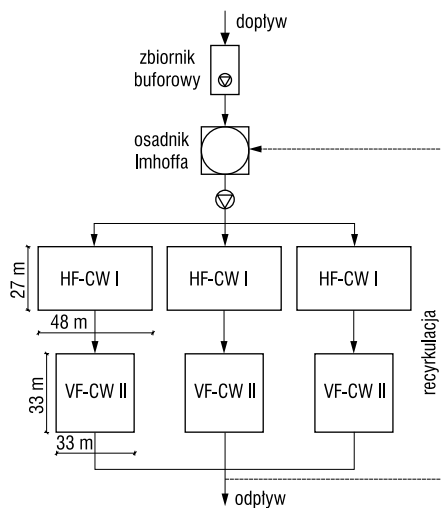 dopływ
zbiornik
buforowy
osadnik
Imhoffa
HF-CW I
HF-CW I
HF-CW I
27 m
48 m
VF-CW II
VF-CW II
VF-CW II
33 m
33 m
recyrkulacja
odpływ